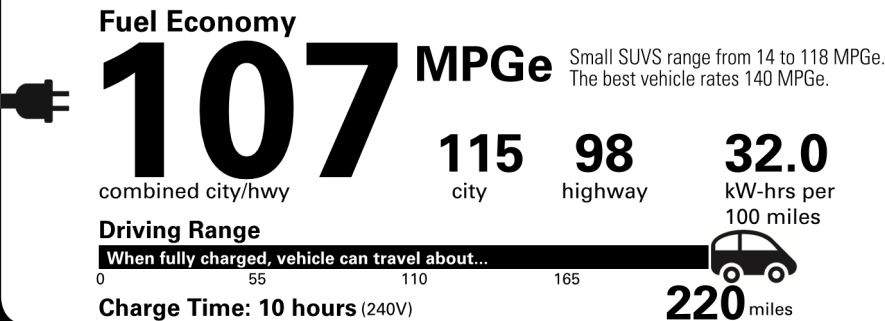 Fuel Economy
107 MPGe
Small SUVS range from 14 to 118 MPGe.
The best vehicle rates 140 MPGe.
combined city/hwy
115
city
98
highway
32.0
kW-hrs per
100 miles
Driving Range
When fully charged, vehicle can travel about...
0 55 110 165
220 miles
Charge Time: 10 hours (240V)